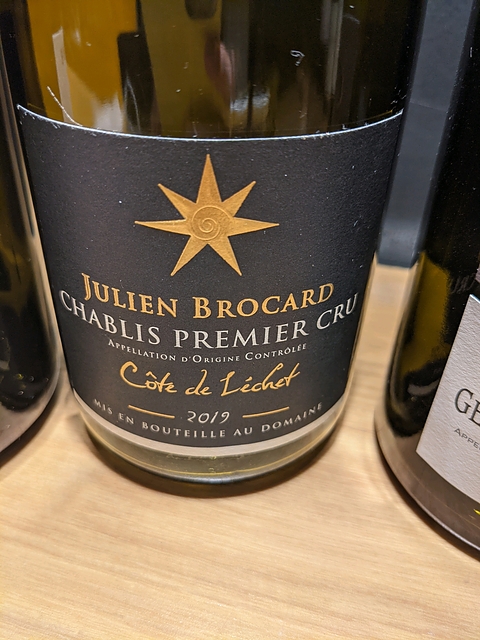 JULIEN BROCARD
CHABLIS PREMIER CRU
APPELLATION D'ORIGINE CONTRÔLÉE
Côte de Léchet
2019
MIS EN BOUTEILLE AU DOMAINE